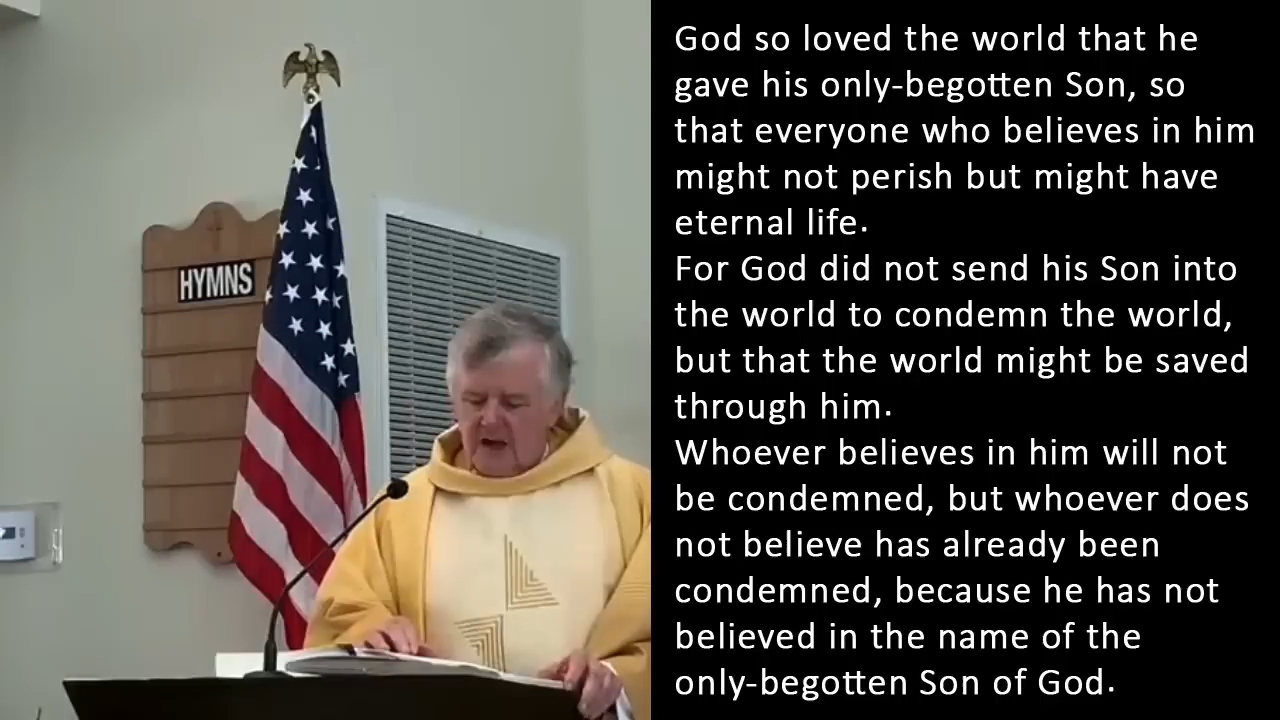 HYMNS
God so loved the world that he
gave his only-begotten Son, so
that everyone who believes in him
might not perish but might have
eternal life.
For God did not send his Son into
the world to condemn the world,
but that the world might be saved
through him.
Whoever believes in him will not
be condemned, but whoever does
not believe has already been
condemned, because he has not
believed in the name of the
only-begotten Son of God.